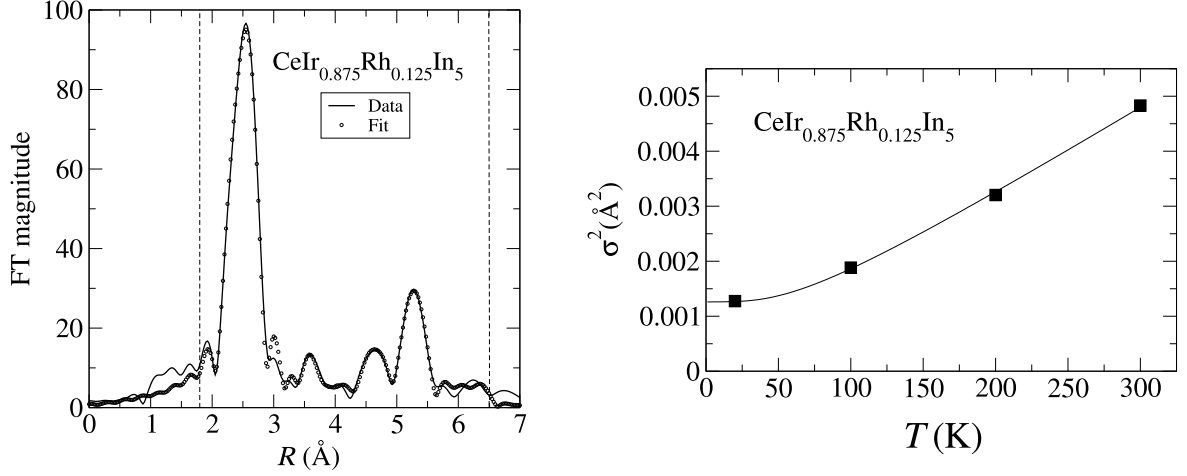 100
80
60
40
20
0
FT magnitude
CeIr0.875Rh0.125In5
Data
Fit
0 1 2 3 4 5 6 7
R (Å)
0.005
0.004
0.003
0.002
0.001
0
σ² (Å²)
CeIr0.875Rh0.125In5
0 50 100 150 200 250 300
T (K)